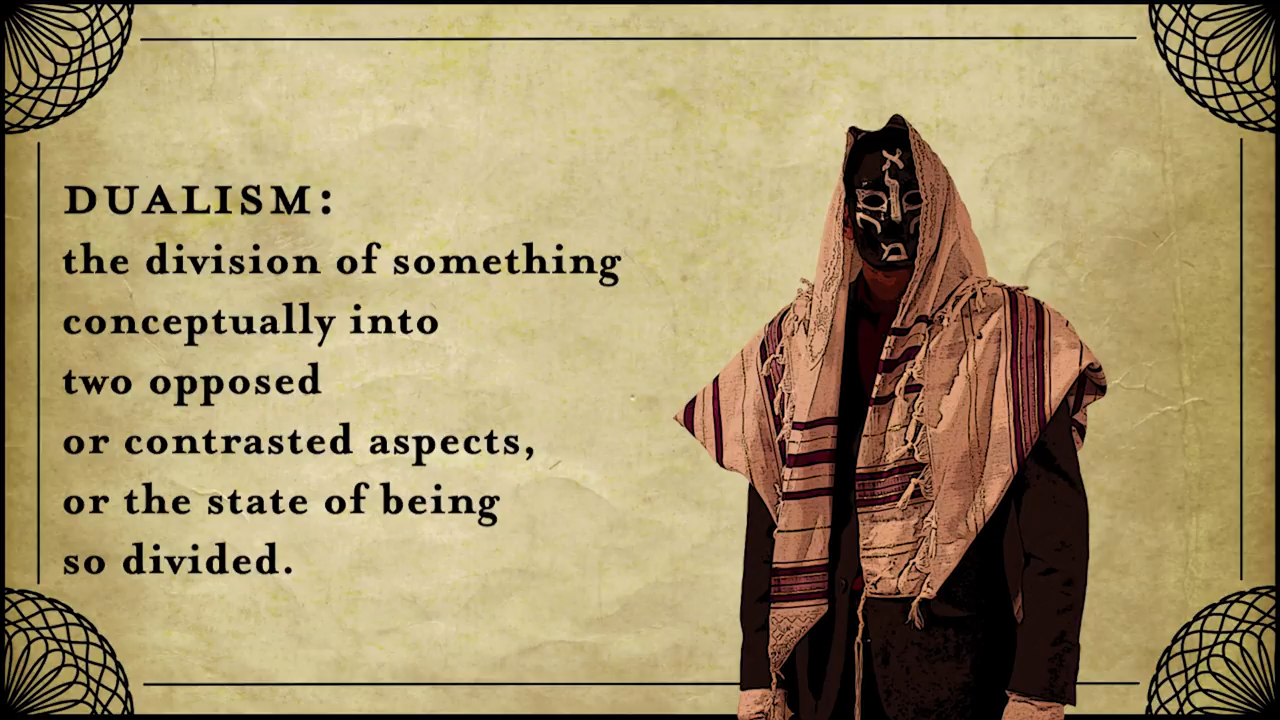 DUALISM:
the division of something
conceptually into
two opposed
or contrasted aspects,
or the state of being
so divided.